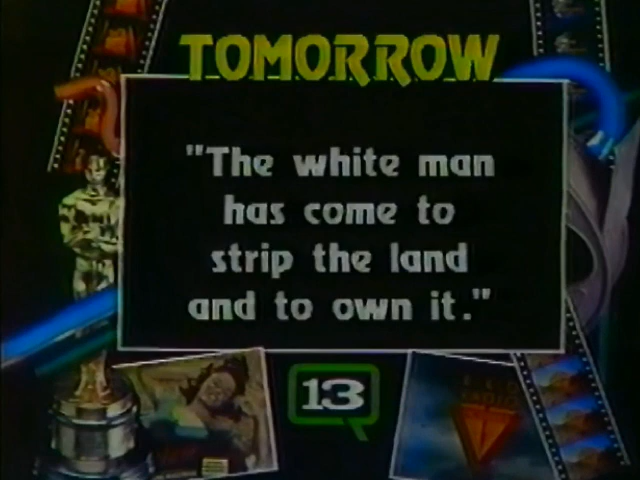 TOMORROW
"The white man
has come to
strip the land
and to own it."
13